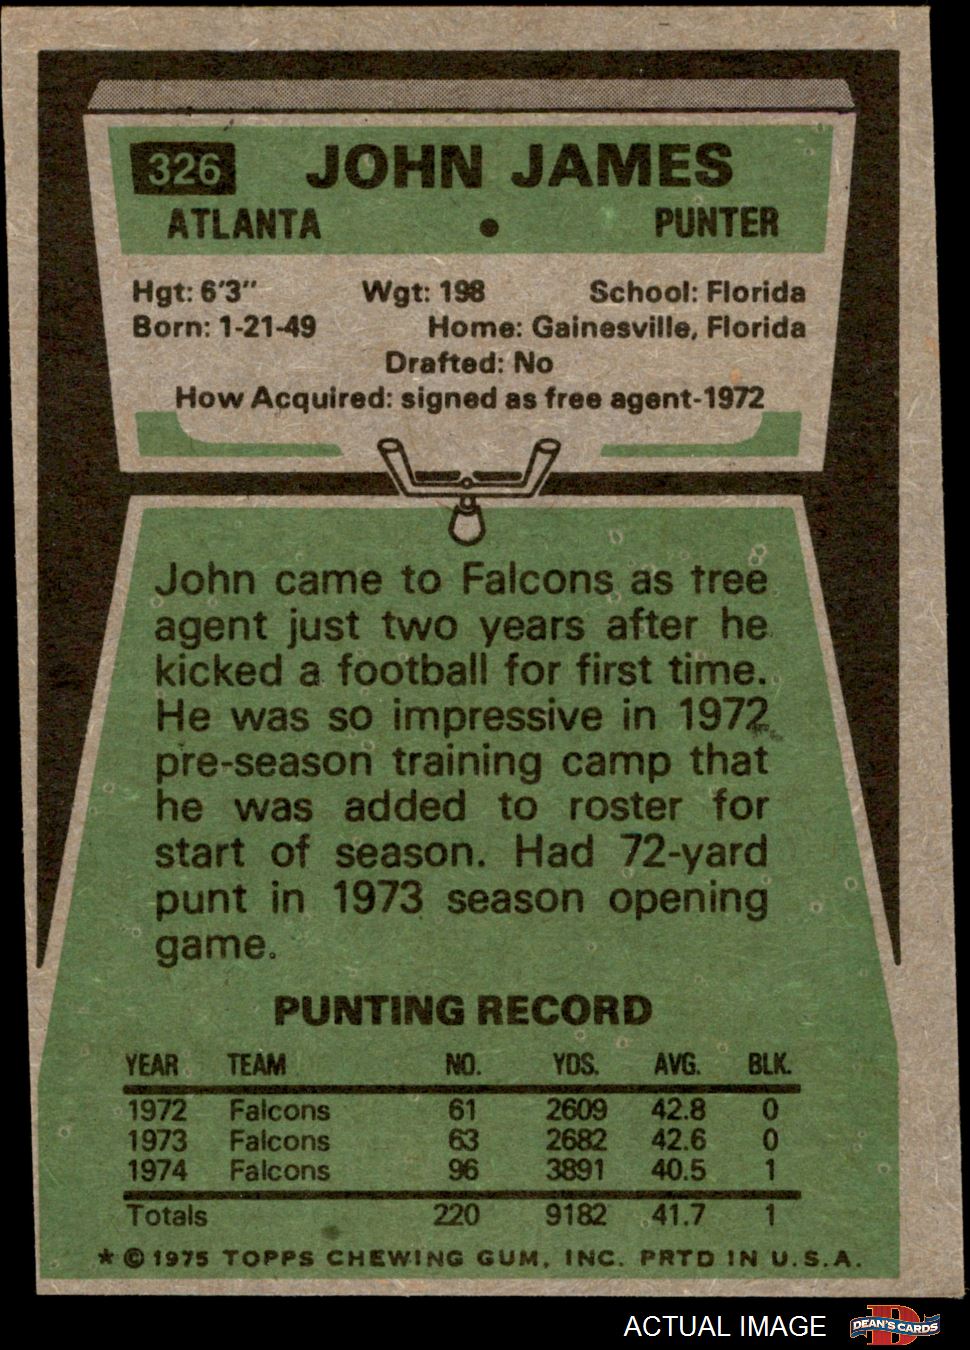 326 JOHN JAMES
ATLANTA • PUNTER
Hgt: 6'3" Wgt: 198 School: Florida
Born: 1-21-49 Home: Gainesville, Florida
Drafted: No
How Acquired: signed as free agent-1972
John came to Falcons as free
agent just two years after he
kicked a football for first time.
He was so impressive in 1972
pre-season training camp that
he was added to roster for
start of season. Had 72-yard
punt in 1973 season opening
game.
PUNTING RECORD
YEAR TEAM NO. YDS. AVG. BLK.
1972 Falcons 61 2609 42.8 0
1973 Falcons 63 2682 42.6 0
1974 Falcons 96 3891 40.5 1
Totals 220 9182 41.7 1
* © 1975 TOPPS CHEWING GUM, INC. PRTD IN U.S.A.
ACTUAL IMAGE DEAN'S CARDS